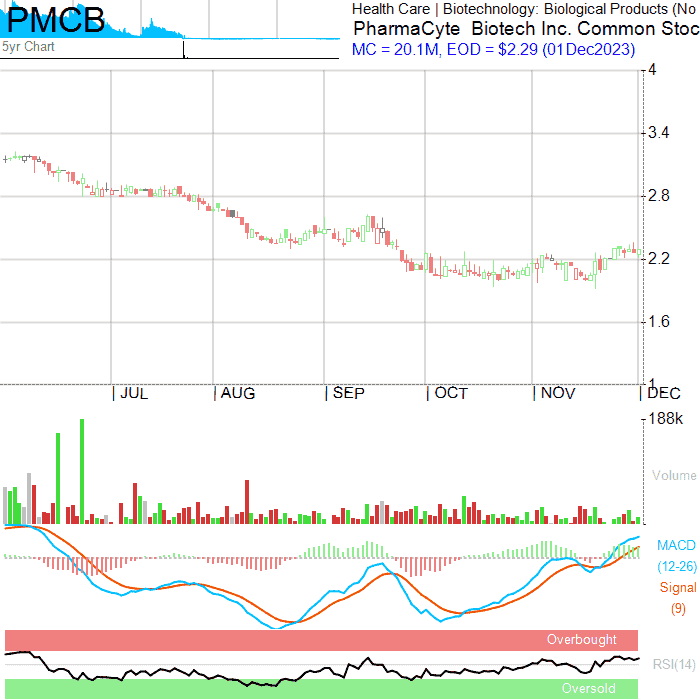 PMCB
5yr Chart
Health Care | Biotechnology: Biological Products (No
PharmaCyte Biotech Inc. Common Stoc
MC = 20.1M, EOD = $2.29 (01Dec2023)
4
3.4
2.8
2.2
1.6
1
| JUL | AUG | SEP | OCT | NOV | DEC
188k
Volume
MACD
(12-26)
Signal
(9)
Overbought
RSI(14)
Oversold